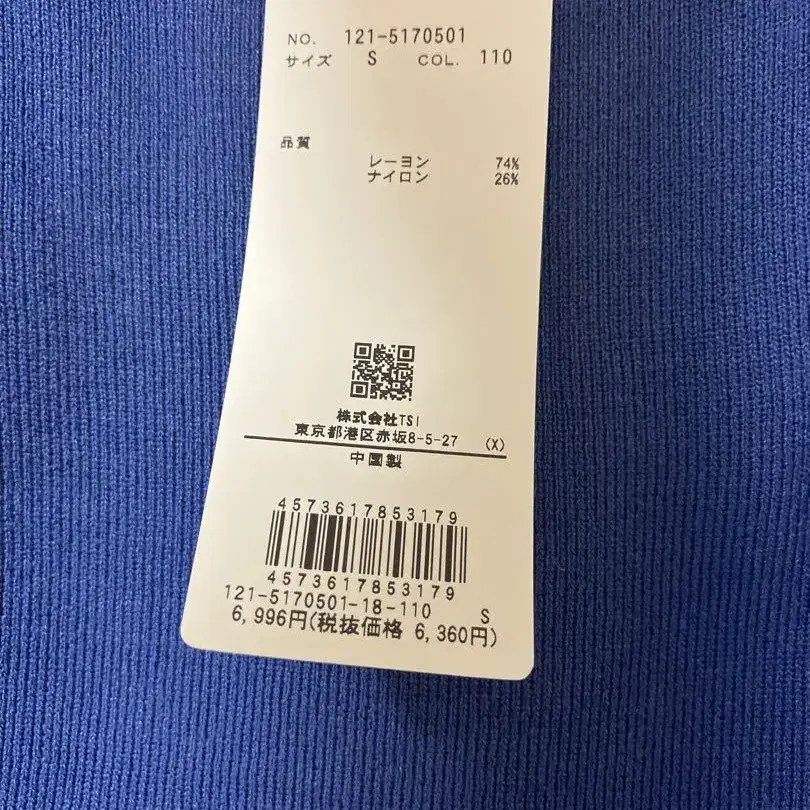 NO. 121-5170501
サイズ S COL. 110
品質
レーヨン 74%
ナイロン 26%
株式会社TSI
東京都港区赤坂8-5-27 (X)
中国製
4573617853179
4573617853179
121-5170501-18-110 S
6,996円(税抜価格 6,360円)